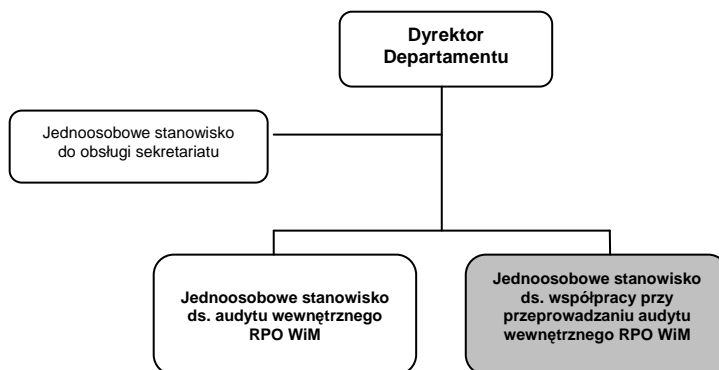 Dyrektor
Departamentu
Jednoosobowe stanowisko
do obsługi sekretariatu
Jednoosobowe stanowisko
ds. audytu wewnętrznego
RPO WiM
Jednoosobowe stanowisko
ds. współpracy przy
przeprowadzaniu audytu
wewnętrznego RPO WiM